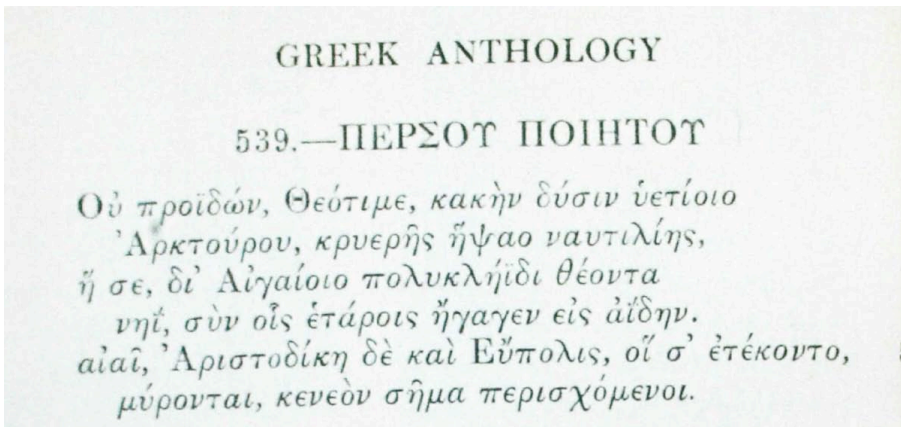 GREEK ANTHOLOGY
539.—ΠΕΡΣΟΥ ΠΟΙΗΤΟΥ
Οὐ προϊδών, Θεότιμε, κακὴν δύσιν ὑετίοιο
Ἀρκτούρου, κρυερῆς ἥψαο ναυτιλίης,
ἥ σε, δι' Αἰγαίοιο πολυκλήϊδι θέοντα
νηΐ, σὺν οἷς ἑτάροις ἤγαγεν εἰς ἀΐδην.
αἰαῖ, Ἀριστοδίκη δὲ καὶ Εὔπολις, οἵ σ' ἐτέκοντο,
μύρονται, κενεὸν σῆμα περισχόμενοι.